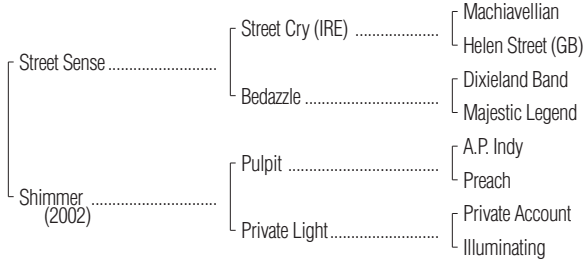 Machiavellian
Street Cry (IRE) ....................
Helen Street (GB)
Street Sense ..........................
Dixieland Band
Bedazzle ................................
Majestic Legend
A.P. Indy
Pulpit ....................................
Preach
Shimmer ..............................
(2002)
Private Account
Private Light..........................
Illuminating